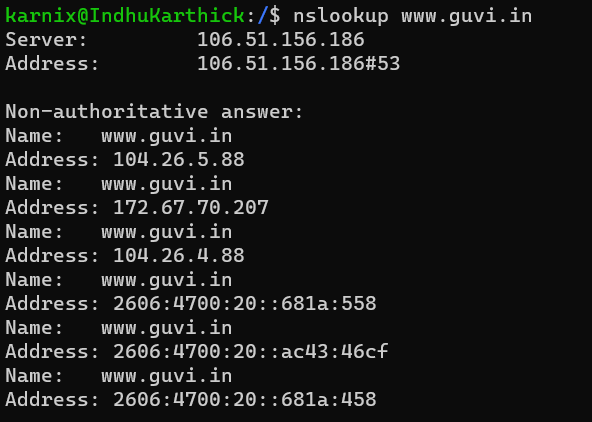 karnix@IndhuKarthick:/$ nslookup www.guvi.in
Server:         106.51.156.186
Address:        106.51.156.186#53

Non-authoritative answer:
Name:   www.guvi.in
Address: 104.26.5.88
Name:   www.guvi.in
Address: 172.67.70.207
Name:   www.guvi.in
Address: 104.26.4.88
Name:   www.guvi.in
Address: 2606:4700:20::681a:558
Name:   www.guvi.in
Address: 2606:4700:20::ac43:46cf
Name:   www.guvi.in
Address: 2606:4700:20::681a:458